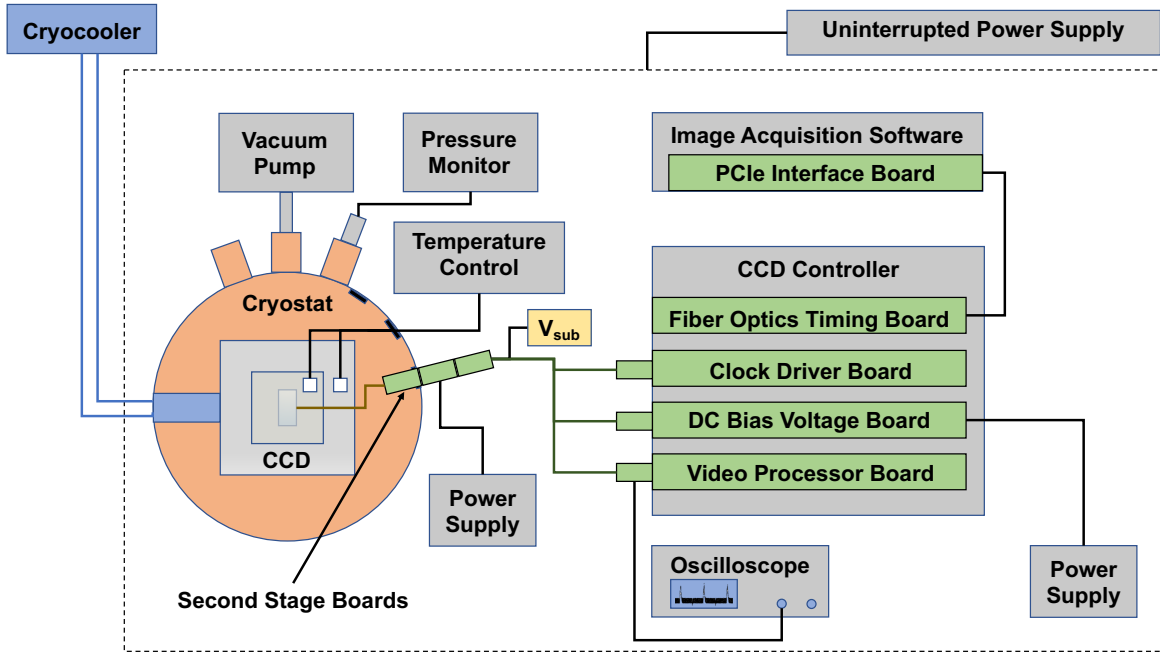 Cryocooler
Uninterrupted Power Supply
Vacuum
Pump
Pressure
Monitor
Image Acquisition Software
PCIe Interface Board
Temperature
Control
CCD Controller
Cryostat
Fiber Optics Timing Board
Vsub
Clock Driver Board
DC Bias Voltage Board
CCD
Video Processor Board
Power
Supply
Oscilloscope
Power
Supply
Second Stage Boards